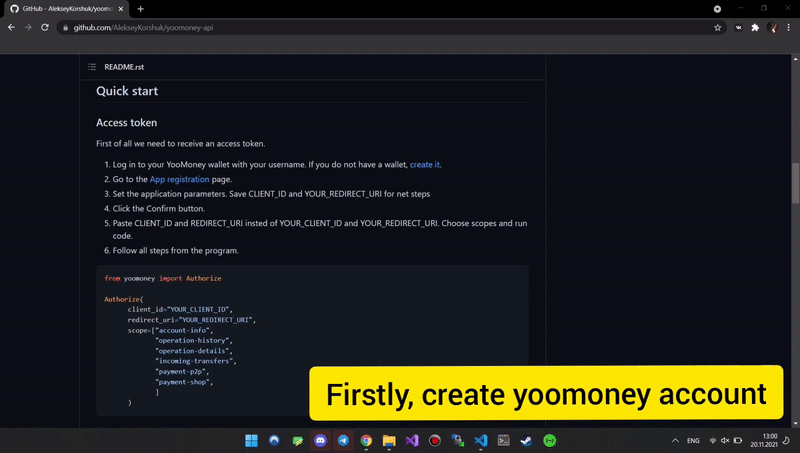 GitHub - AlekseyKorshuk/yoomo
github.com/AlekseyKorshuk/yoomoney-api
README.rst
Quick start
Access token
First of all we need to receive an access token.
1. Log in to your YooMoney wallet with your username. If you do not have a wallet, create it.
2. Go to the App registration page.
3. Set the application parameters. Save CLIENT_ID and YOUR_REDIRECT_URI for net steps
4. Click the Confirm button.
5. Paste CLIENT_ID and REDIRECT_URI insted of YOUR_CLIENT_ID and YOUR_REDIRECT_URI. Choose scopes and run
code.
6. Follow all steps from the program.
from yoomoney import Authorize
Authorize(
client_id="YOUR_CLIENT_ID",
redirect_uri="YOUR_REDIRECT_URI",
scope=["account-info",
"operation-history",
"operation-details",
"incoming-transfers",
"payment-p2p",
"payment-shop",
]
)
Firstly, create yoomoney account
ENG
13:00
20.11.2021